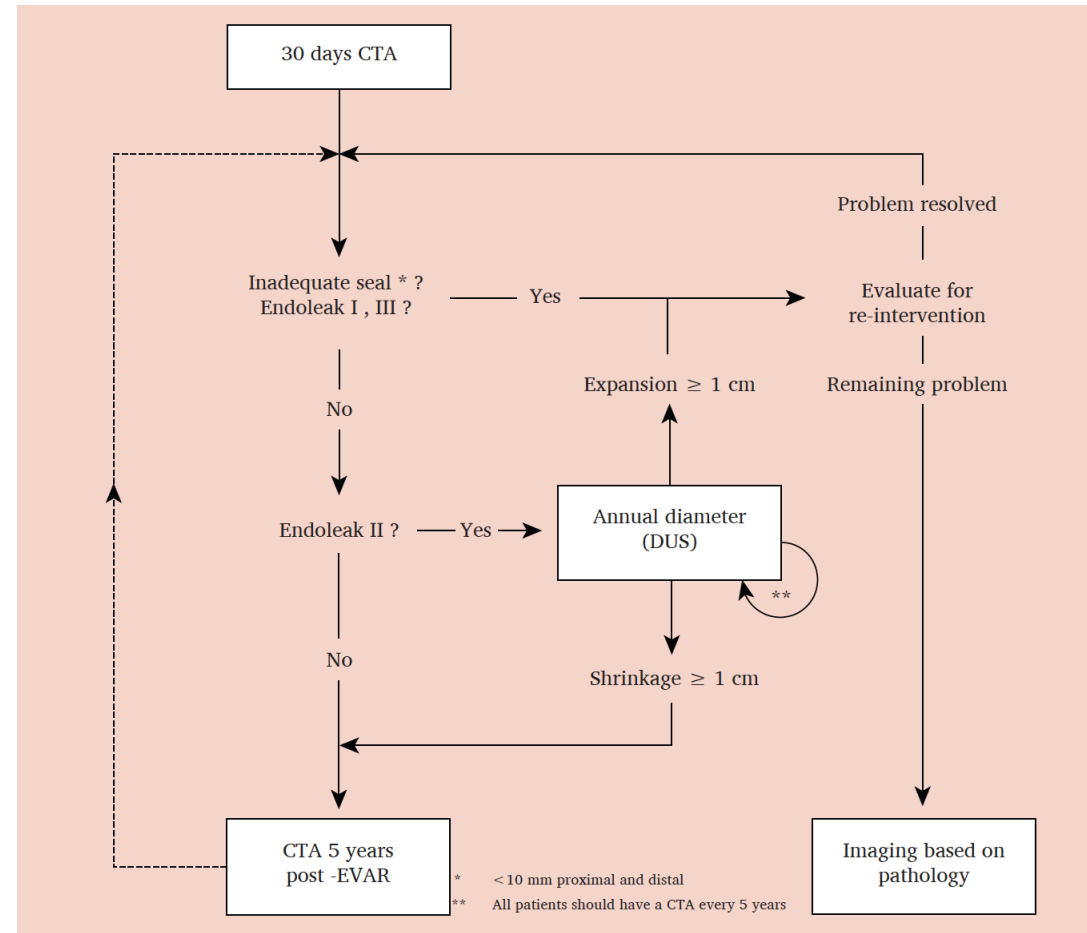 30 days CTA
Problem resolved
Inadequate seal * ?
Endoleak I , III ?
Yes
Evaluate for
re-intervention
Expansion ≥ 1 cm
Remaining problem
No
Endoleak II ?
Yes
Annual diameter
(DUS)
**
No
Shrinkage ≥ 1 cm
CTA 5 years
post -EVAR
Imaging based on
pathology
* <10 mm proximal and distal
** All patients should have a CTA every 5 years